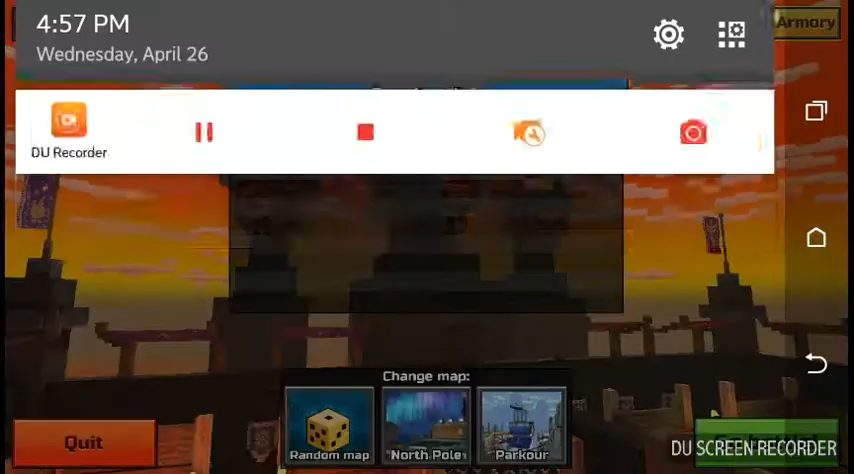 4:57 PM
Wednesday, April 26
Armory
DU Recorder
Change map:
Random map
North Pole
Parkour
Quit
DU SCREEN RECORDER